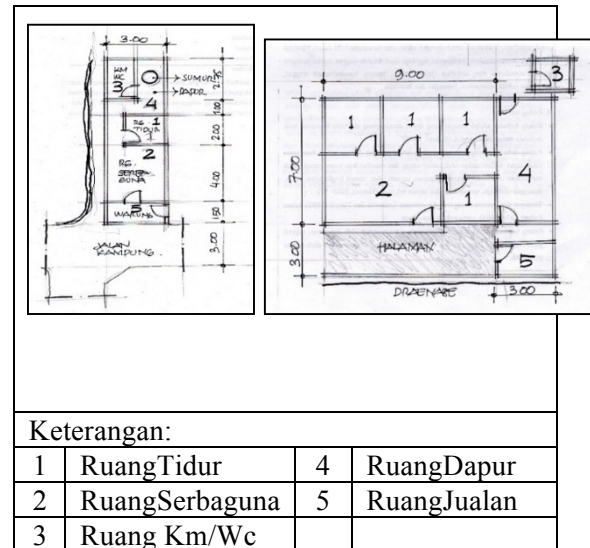 3.00
KM
WC
3
SUMUR
4
DAPUR
RG. 1
TIDUR
2
RG.
SERBA
GUNA
5
WARUNG
JALAN
KAMPUNG
100
2.00
4.00
150
3.00
9.00
3
1 1 1
7.00
4
2
1
3.00
HALAMAN
5
DRAENASE
3.00
Keterangan:
1 RuangTidur 4 RuangDapur
2 RuangSerbaguna 5 RuangJualan
3 Ruang Km/Wc